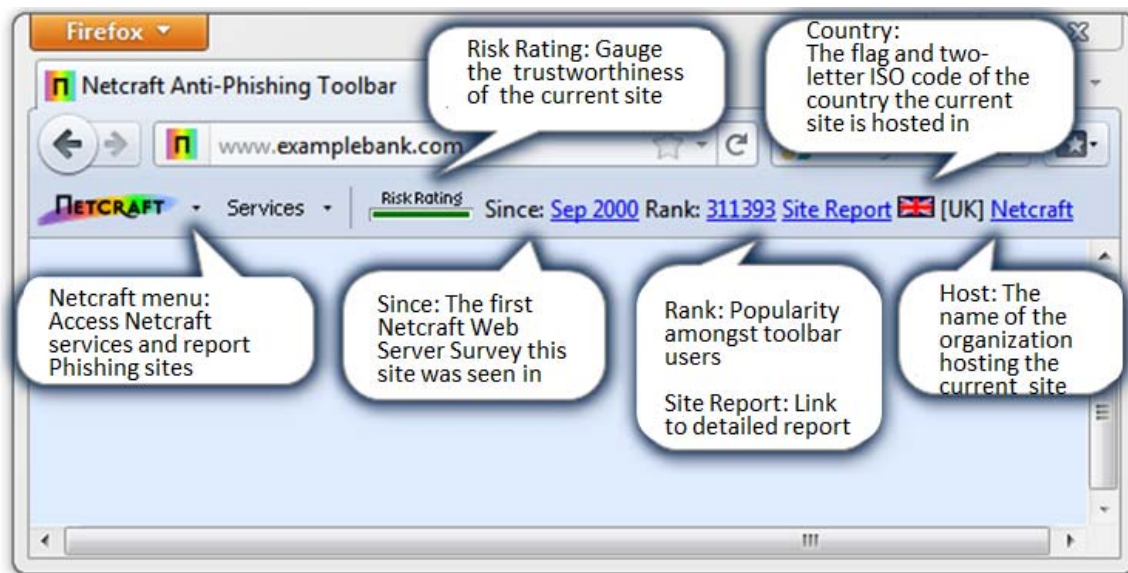 Firefox
Risk Rating: Gauge
the trustworthiness
of the current site
Country:
The flag and two-
letter ISO code of the
country the current
site is hosted in
Netcraft Anti-Phishing Toolbar
www.examplebank.com
NETCRAFT
Services
Risk Rating
Since: Sep 2000 Rank: 311393 Site Report [UK] Netcraft
Netcraft menu:
Access Netcraft
services and report
Phishing sites
Since: The first
Netcraft Web
Server Survey this
site was seen in
Rank: Popularity
amongst toolbar
users
Site Report: Link
to detailed report
Host: The
name of the
organization
hosting the
current site